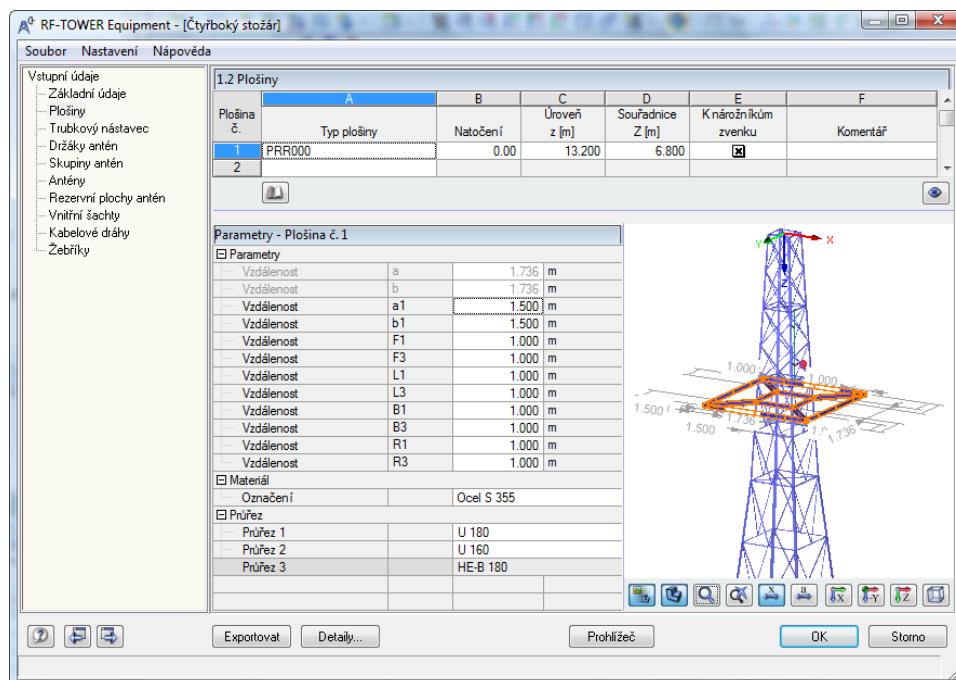 RF-TOWER Equipment - [Čtyřboký stožár]
Soubor Nastavení Nápověda
Vstupní údaje
Základní údaje
Plošiny
Trubkový nástavec
Držáky antén
Skupiny antén
Antény
Rezervní plochy antén
Vnitřní šachty
Kabelové dráhy
Žebříky
1.2 Plošiny
A B C D E F
Plošina Úroveň Souřadnice K nárožníkům
č. Typ plošiny Natočení z [m] Z [m] zvenku Komentář
1 PRR000 0.00 13.200 6.800
2
Parametry - Plošina č. 1
Parametry
Vzdálenost a 1.736 m
Vzdálenost b 1.736 m
Vzdálenost a1 1.500 m
Vzdálenost b1 1.500 m
Vzdálenost F1 1.000 m
Vzdálenost F3 1.000 m
Vzdálenost L1 1.000 m
Vzdálenost L3 1.000 m
Vzdálenost B1 1.000 m
Vzdálenost B3 1.000 m
Vzdálenost R1 1.000 m
Vzdálenost R3 1.000 m
Materiál
Označení Ocel S 355
Průřez
Průřez 1 U 180
Průřez 2 U 160
Průřez 3 HE-B 180
Y X
Z
1.000 1.000
1.500 1.736
1.500 1.736
x a X -Y Z
Exportovat Detaily... Prohlížeč OK Storno